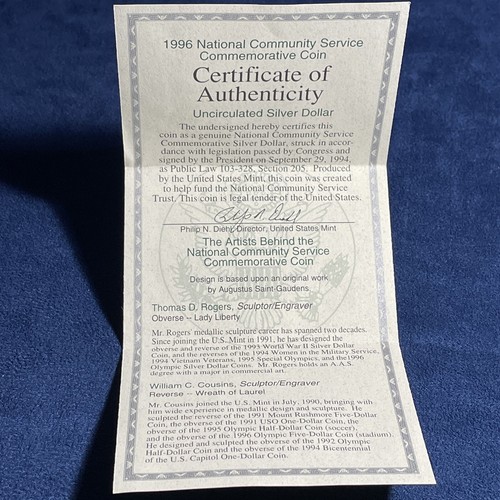 1996 National Community Service
Commemorative Coin
Certificate of
Authenticity
Uncirculated Silver Dollar
The undersigned hereby certifies this
coin as a genuine National Community Service
Commemorative Silver Dollar, struck in accor-
dance with legislation passed by Congress and
signed by the President on September 29, 1994,
as Public Law 103-328, Section 205. Produced
by the United States Mint, this coin was created
to help fund the National Community Service
Trust. This coin is legal tender of the United States.
Philip N. Diehl, Director, United States Mint
The Artists Behind the
National Community Service
Commemorative Coin
Design is based upon an original work
by Augustus Saint-Gaudens
Thomas D. Rogers, Sculptor/Engraver
Obverse – Lady Liberty
Mr. Rogers' medallic sculpture career has spanned two decades.
Since joining the U.S. Mint in 1991, he has designed the
obverse and reverse of the 1993 World War II Silver Dollar
Coin, and the reverses of the 1994 Women in the Military Service,
1994 Vietnam Veterans, 1995 Special Olympics, and the 1996
Olympic Silver Dollar Coins. Mr. Rogers holds an A.A.S.
degree with a major in commercial art.
William C. Cousins, Sculptor/Engraver
Reverse – Wreath of Laurel
Mr. Cousins joined the U.S. Mint in July, 1990, bringing with
him wide experience in medallic design and sculpture. He
sculpted the reverse of the 1991 Mount Rushmore Five-Dollar
Coin, the obverse of the 1991 USO One-Dollar Coin, the
obverse of the 1995 Olympic Half-Dollar Coin (soccer),
and the obverse of the 1996 Olympic Five-Dollar Coin (stadium).
He designed and sculpted the obverse of the 1992 Olympic
Half-Dollar Coin and the obverse of the 1994 Bicentennial
of the U.S. Capitol One-Dollar Coin.